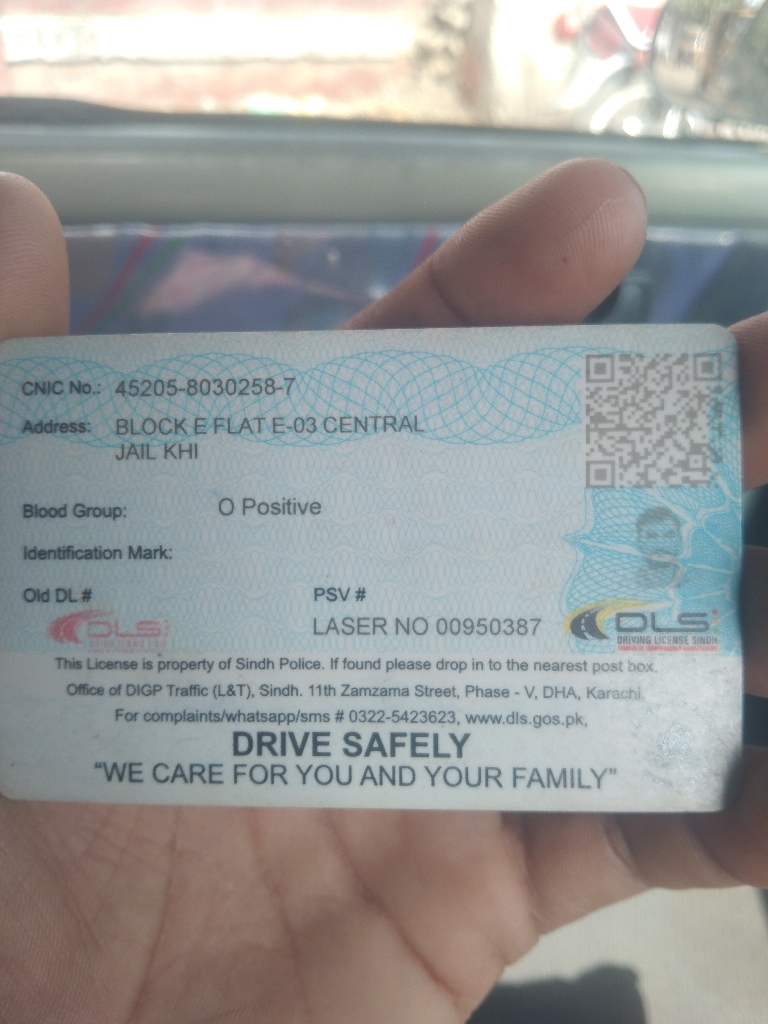 CNIC No.: 45205-8030258-7
Address: BLOCK E FLAT E-03 CENTRAL
JAIL KHI
Blood Group: O Positive
Identification Mark:
Old DL # PSV #
DLS
LASER NO 00950387
DLS
DRIVING LICENSE SINDH
This License is property of Sindh Police. If found please drop in to the nearest post box.
Office of DIGP Traffic (L&T), Sindh. 11th Zamzama Street, Phase - V, DHA, Karachi.
For complaints/whatsapp/sms # 0322-5423623, www.dls.gos.pk,
DRIVE SAFELY
“WE CARE FOR YOU AND YOUR FAMILY”